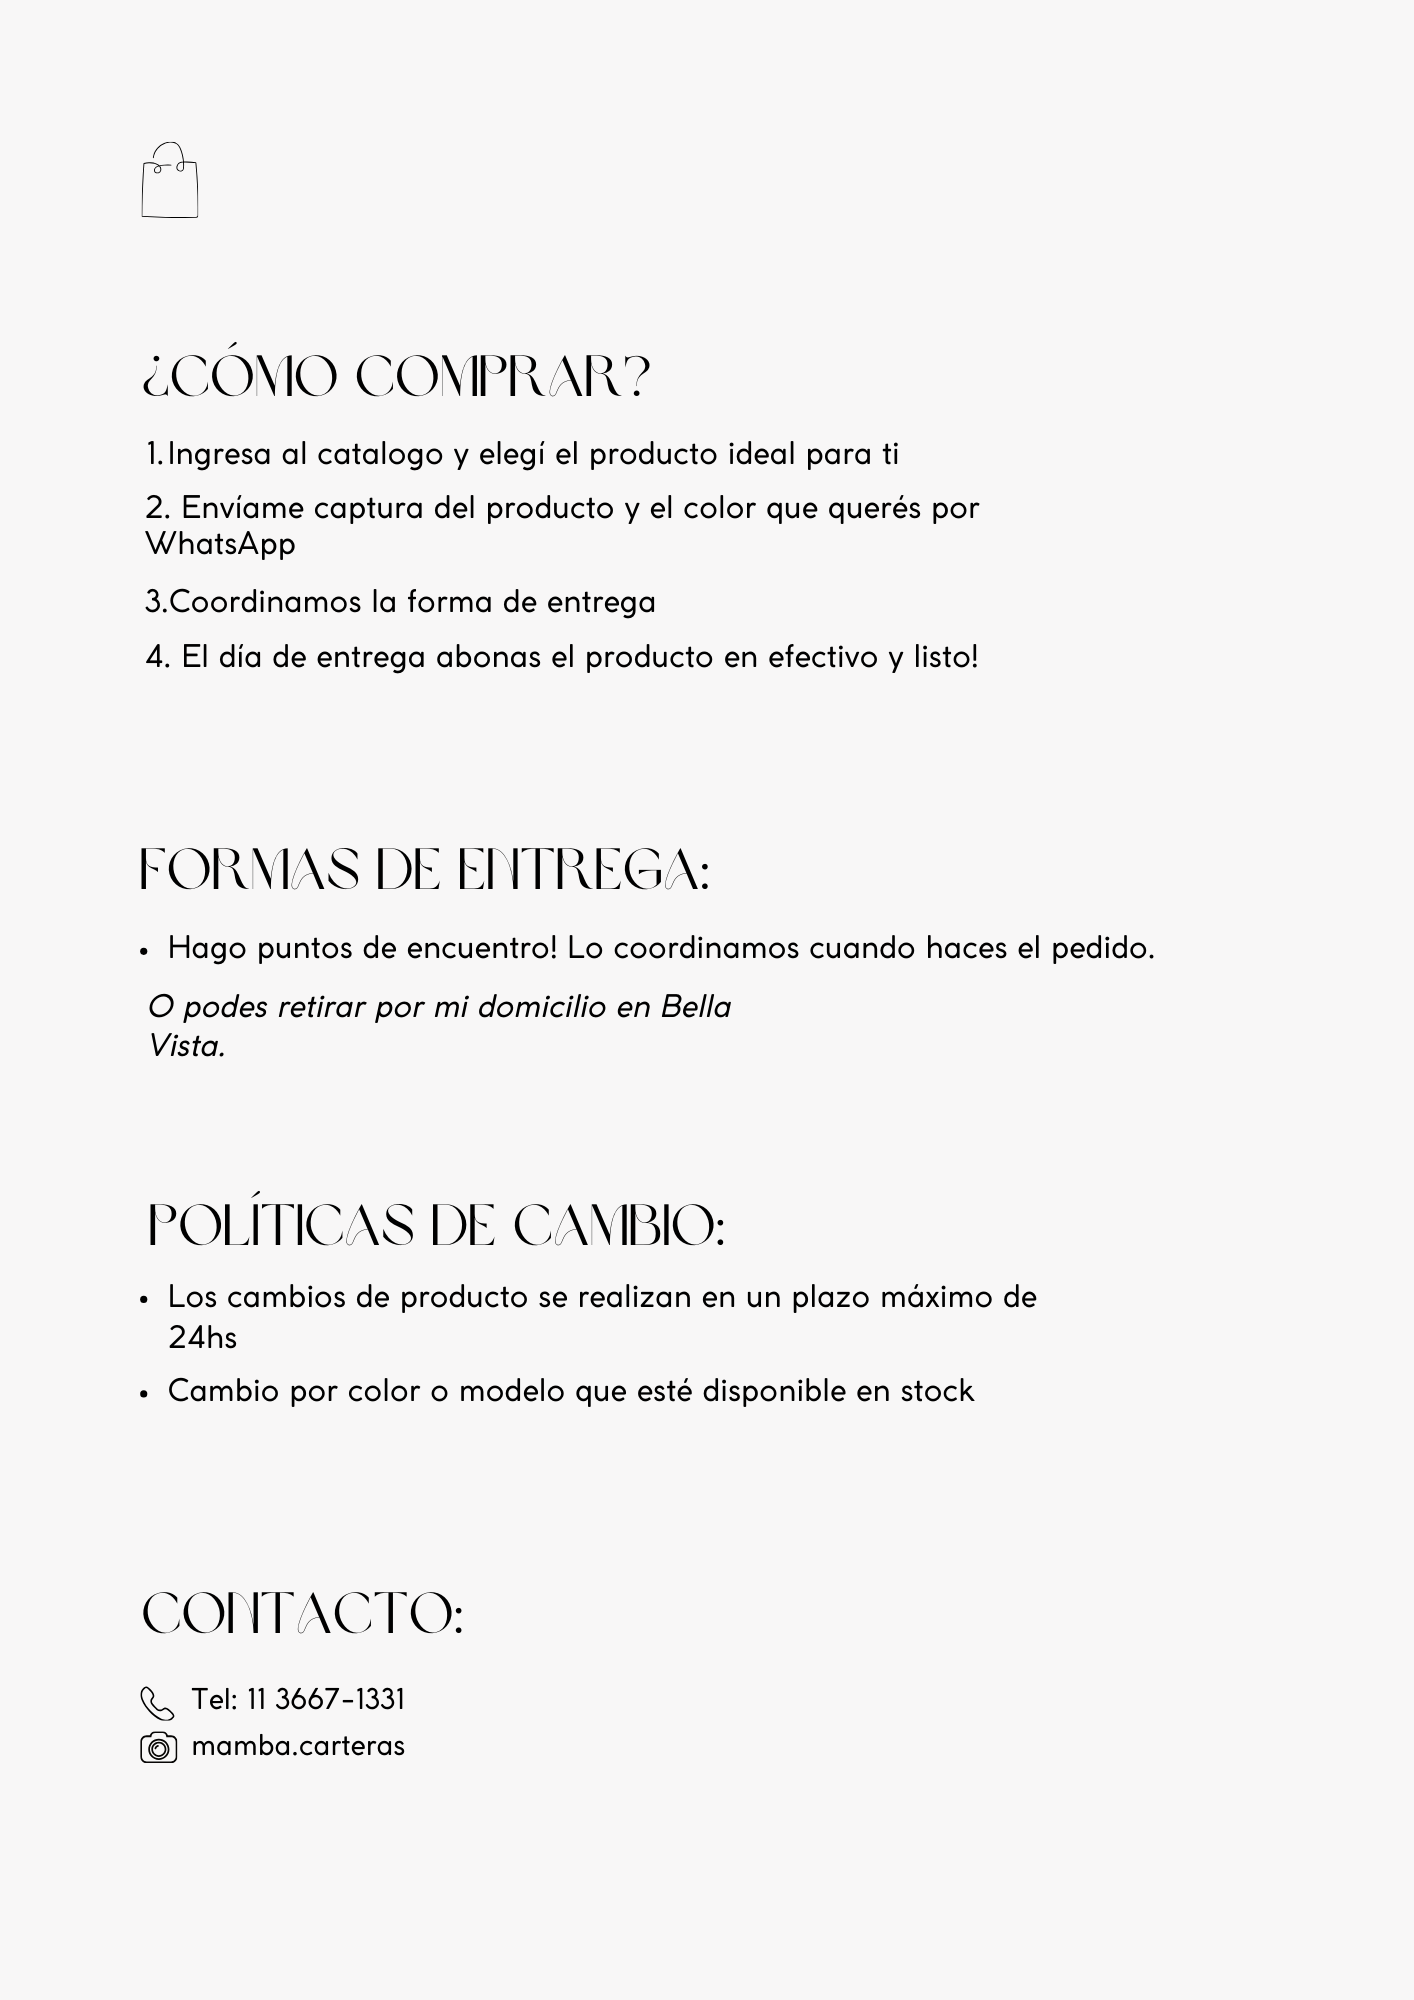 ¿CÓMO COMPRAR?
1.Ingresa al catalogo y elegí el producto ideal para ti
2. Envíame captura del producto y el color que querés por
WhatsApp
3.Coordinamos la forma de entrega
4. El día de entrega abonas el producto en efectivo y listo!
FORMAS DE ENTREGA:
• Hago puntos de encuentro! Lo coordinamos cuando haces el pedido.
O podes retirar por mi domicilio en Bella
Vista.
POLÍTICAS DE CAMBIO:
• Los cambios de producto se realizan en un plazo máximo de
24hs
• Cambio por color o modelo que esté disponible en stock
CONTACTO:
Tel: 11 3667-1331
mamba.carteras